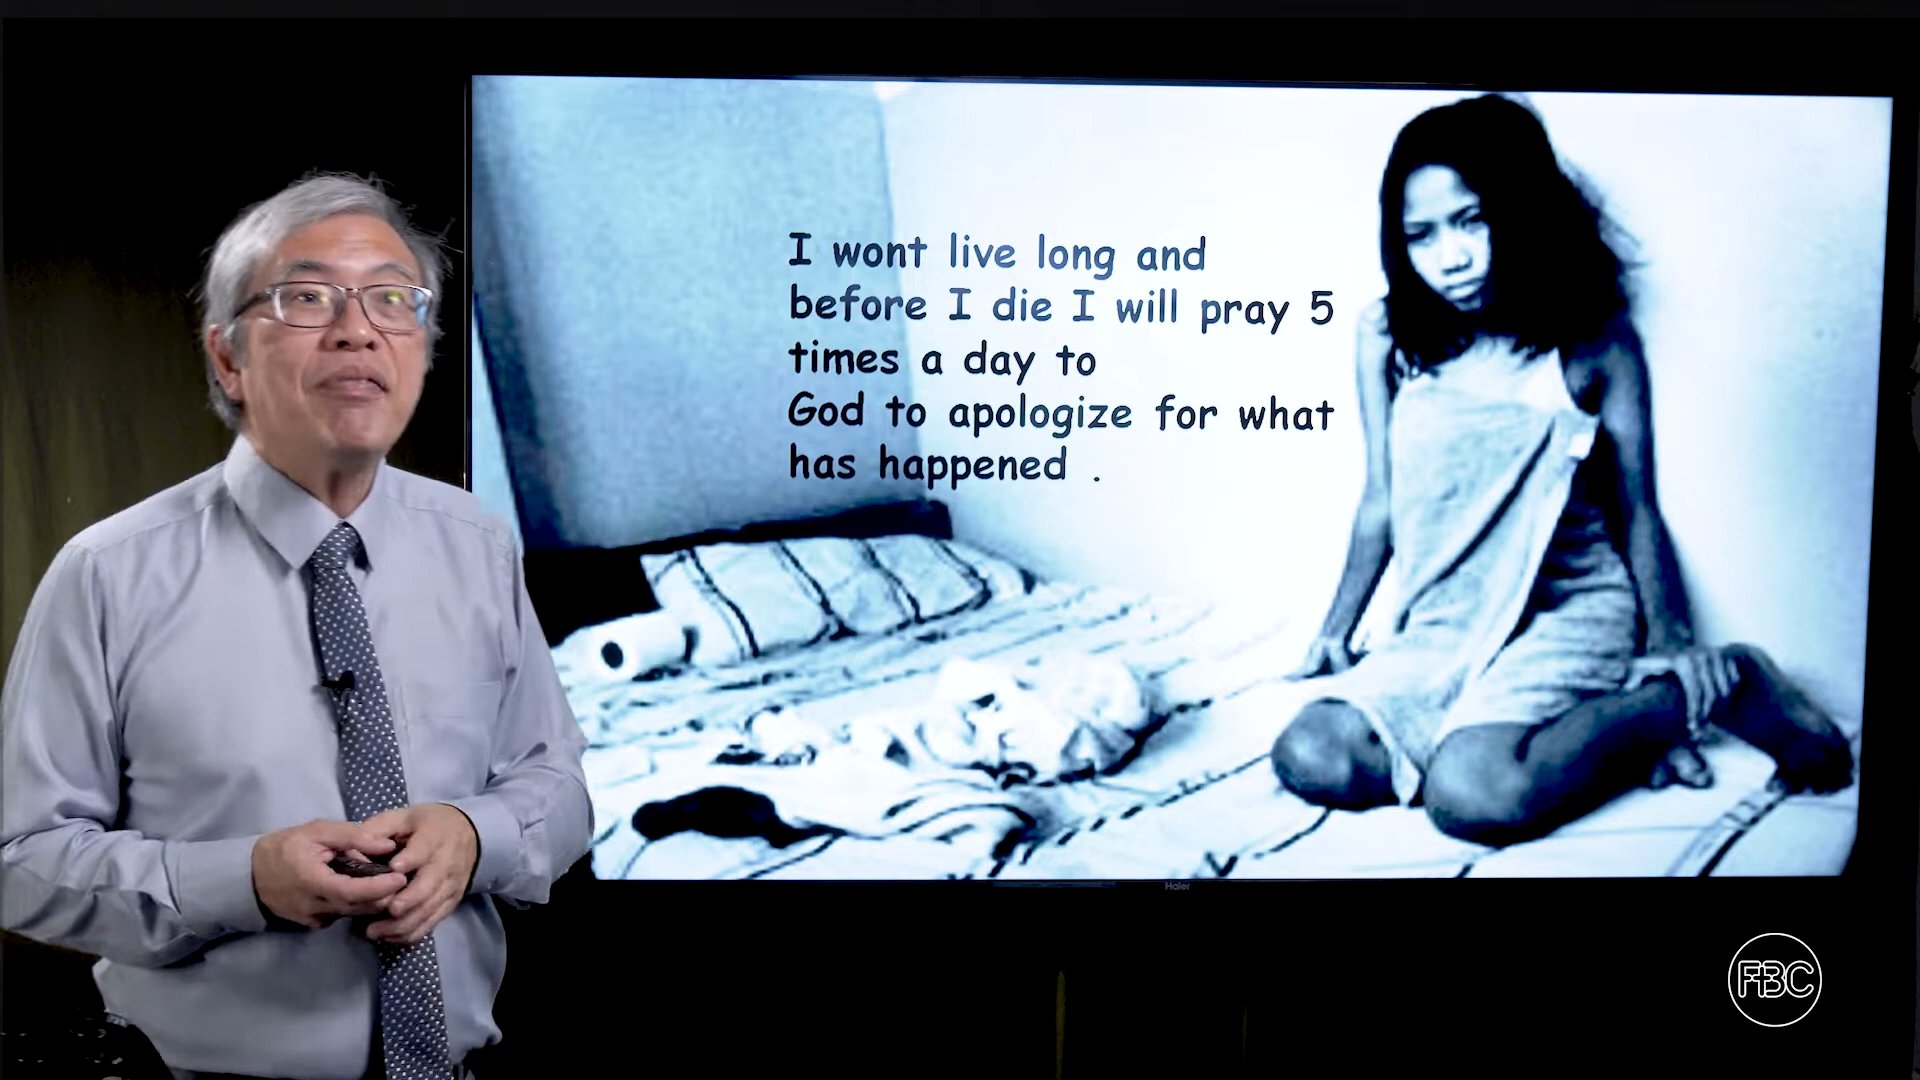 I wont live long and
before I die I will pray 5
times a day to
God to apologize for what
has happened .
Haier
FBC